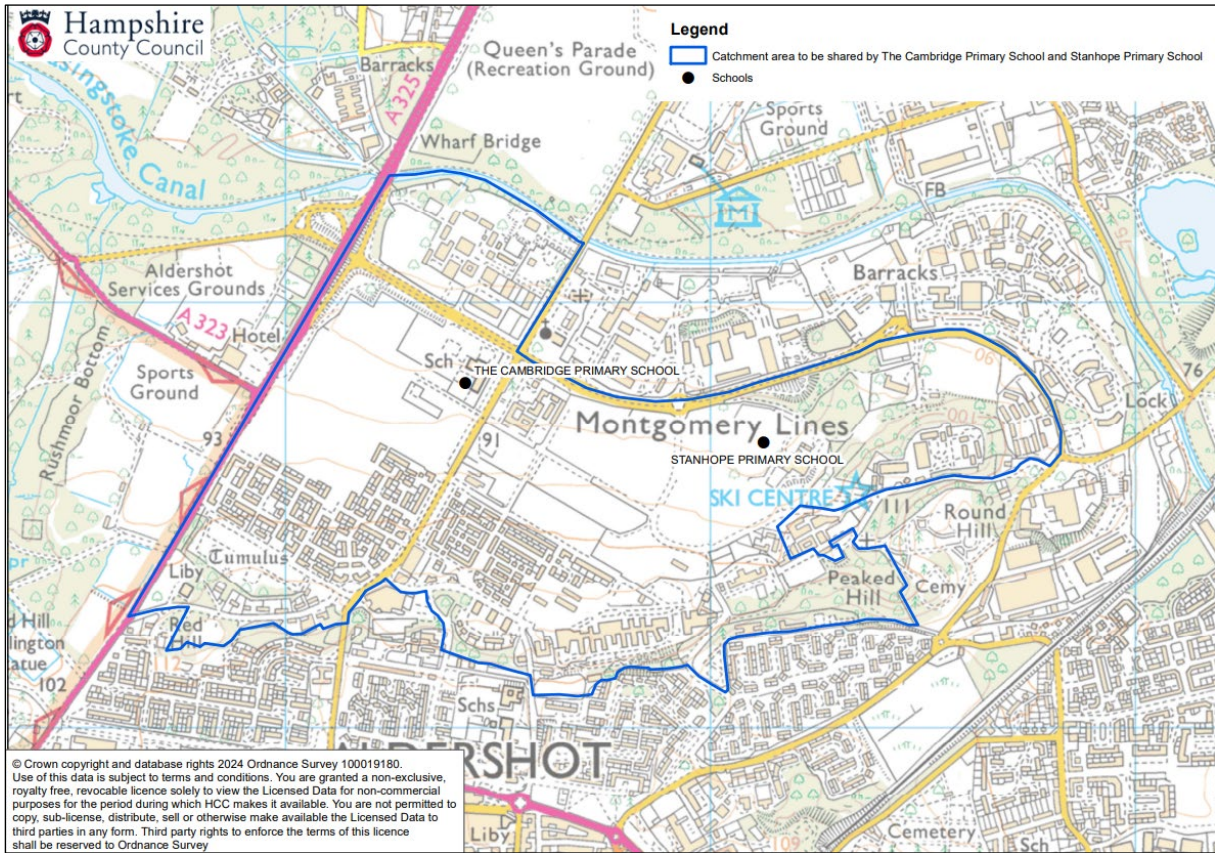 Hampshire
County Council
Legend
Catchment area to be shared by The Cambridge Primary School and Stanhope Primary School
Schools
Queen's Parade
(Recreation Ground)
Barracks
A 325
Wharf Bridge
Sports
Ground
Canal
FB
M
Aldershot
Services Grounds
Barracks
A 323
Hotel
Sch
THE CAMBRIDGE PRIMARY SCHOOL
Sports
Ground
Rushmoor Bottom
76
Lock
90
100
93
91
Montgomery Lines
STANHOPE PRIMARY SCHOOL
SKI CENTRE
111
Round
Hill
Tumulus
Liby
Peaked
Hill
Cemy
Red
112
102
Schs
Liby
Cemetery
109
Sch
© Crown copyright and database rights 2024 Ordnance Survey 100019180.
Use of this data is subject to terms and conditions. You are granted a non-exclusive,
royalty free, revocable licence solely to view the Licensed Data for non-commercial
purposes for the period during which HCC makes it available. You are not permitted to
copy, sub-license, distribute, sell or otherwise make available the Licensed Data to
third parties in any form. Third party rights to enforce the terms of this licence
shall be reserved to Ordnance Survey